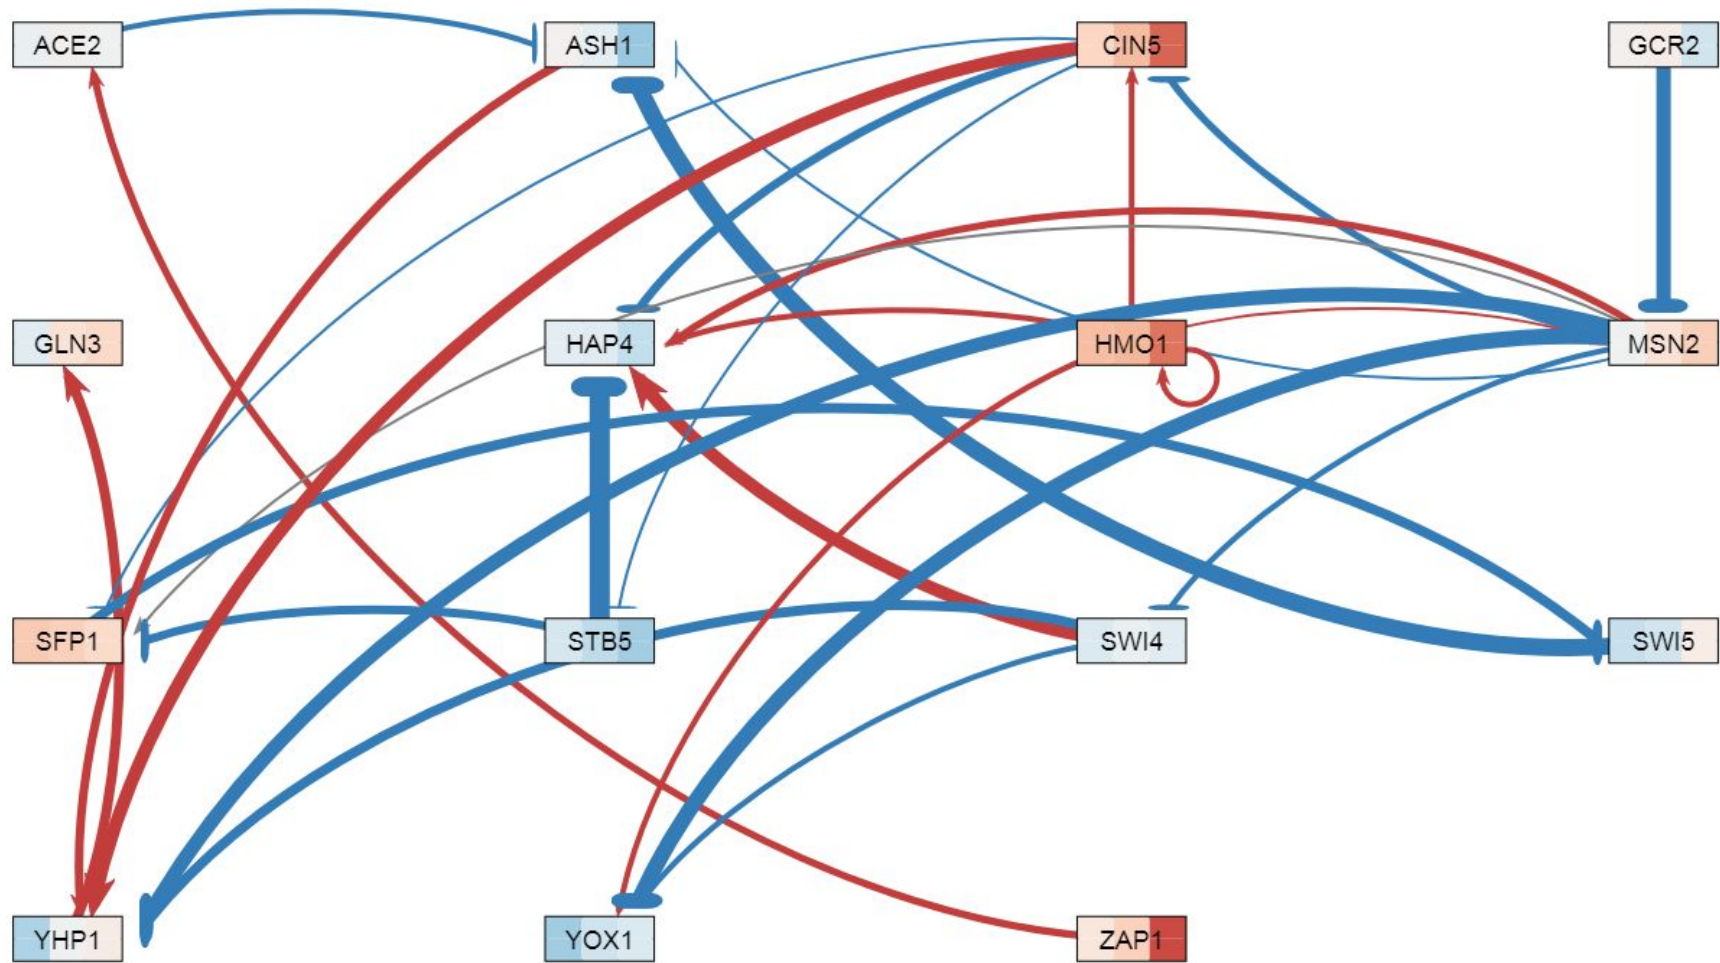 ACE2
ASH1
CIN5
GCR2
GLN3
HAP4
HMO1
MSN2
SFP1
STB5
SWI4
SWI5
YHP1
YOX1
ZAP1